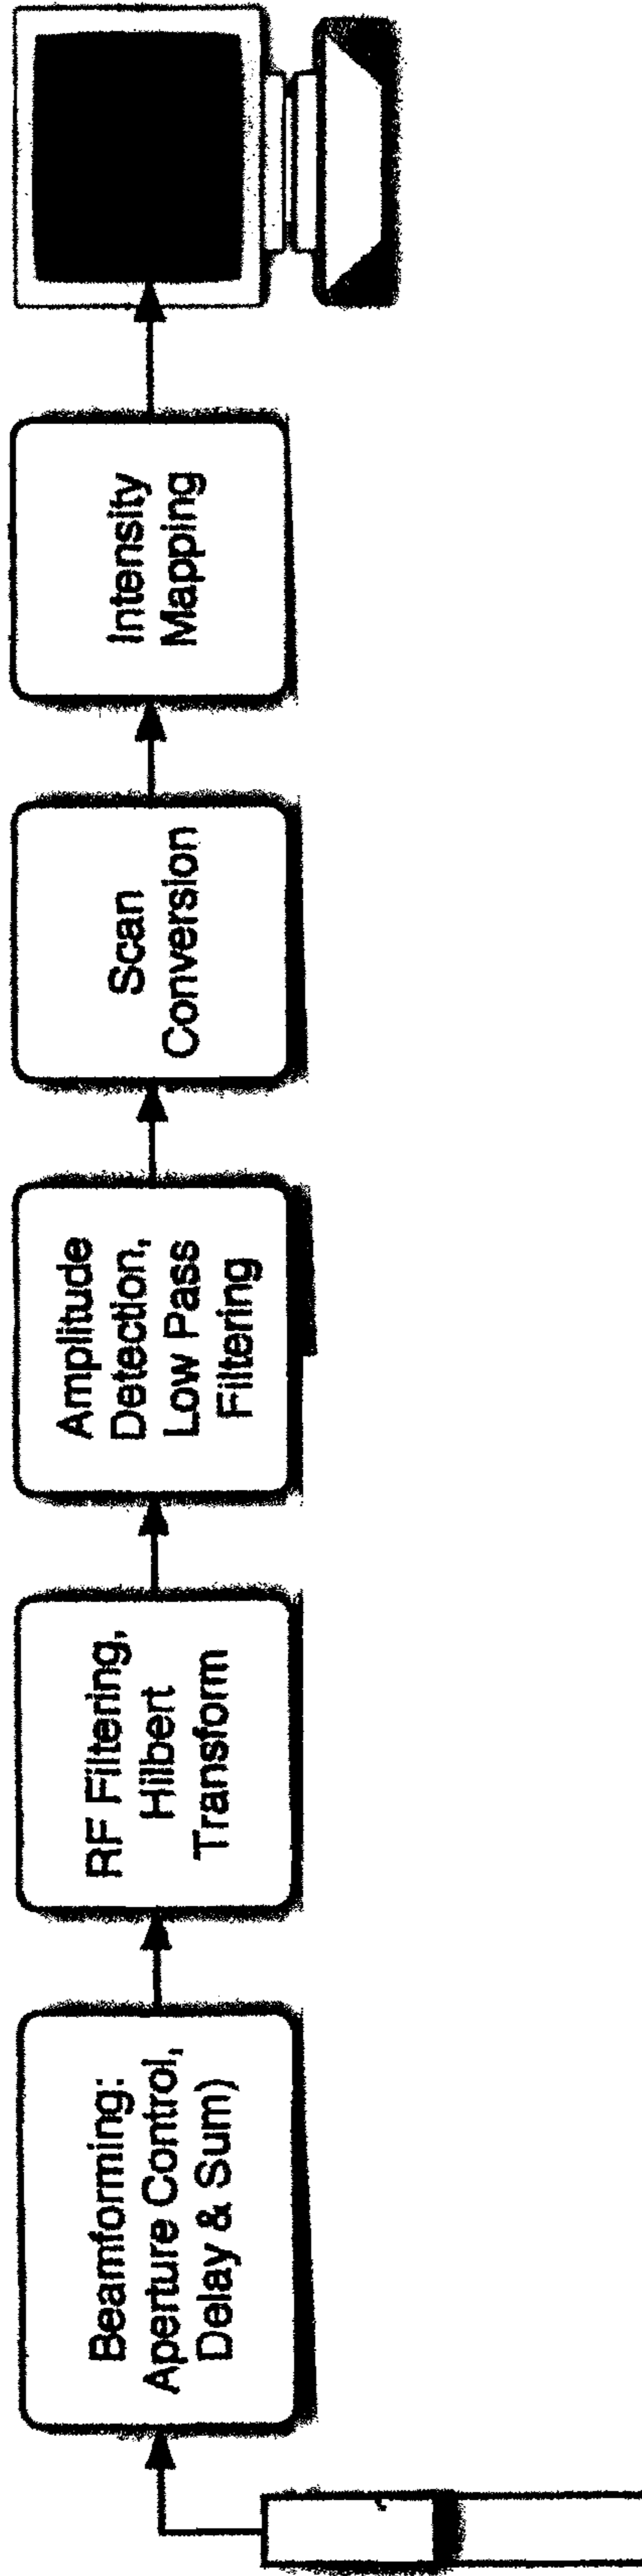 Beamforming:
Aperture Control,
Delay & Sum)
RF Filtering,
Hilbert
Transform
Amplitude
Detection,
Low Pass
Filtering
Scan
Conversion
Intensity
Mapping